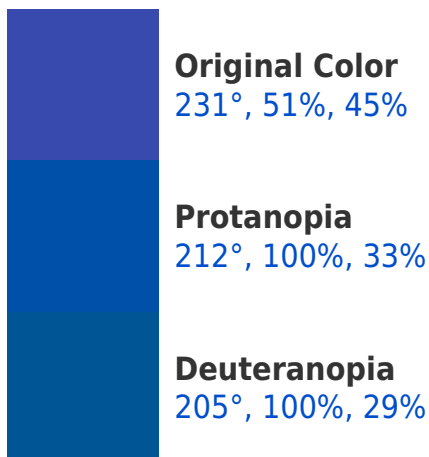 Original Color
231°, 51%, 45%
Protanopia
212°, 100%, 33%
Deuteranopia
205°, 100%, 29%